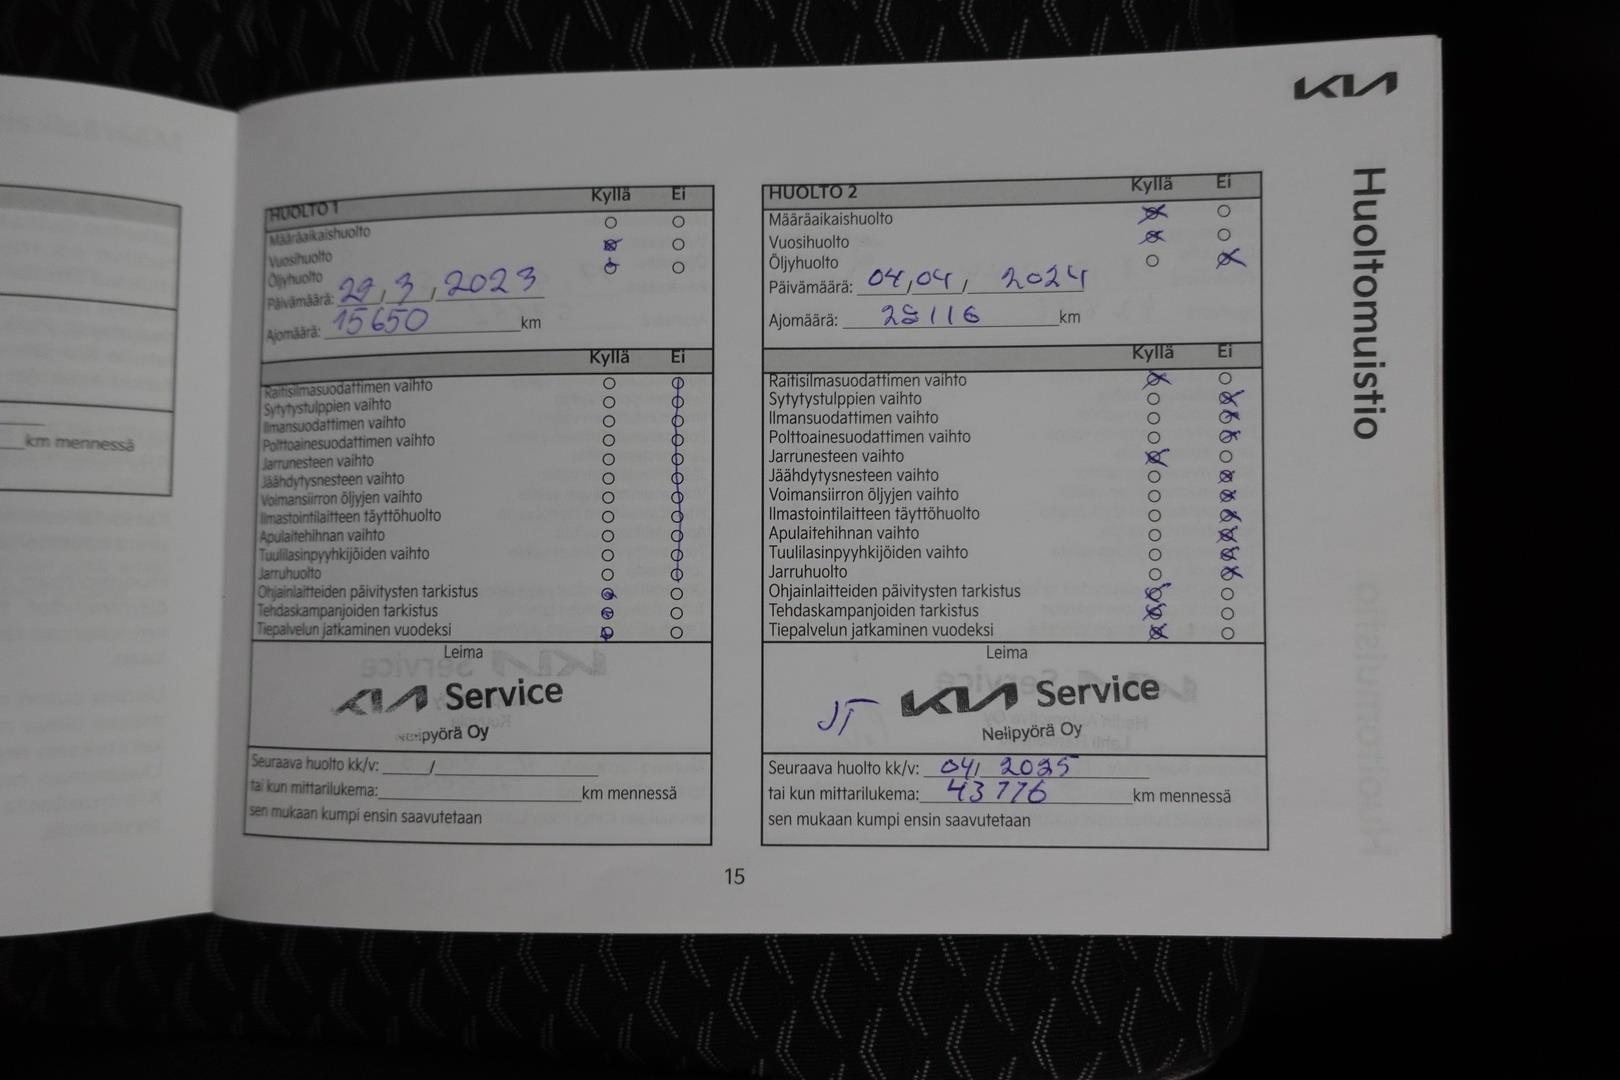 KIA
Huoltomuistio
km mennessä
HUOLTO 1 Kyllä Ei
Määräaikaishuolto
Vuosihuolto
Öljyhuolto
Päivämäärä: 29, 3, 2023
Ajomäärä: 15650 km
Kyllä Ei
Raitisilmasuodattimen vaihto
Sytytystulppien vaihto
Ilmansuodattimen vaihto
Polttoainesuodattimen vaihto
Jarrunesteen vaihto
Jäähdytysnesteen vaihto
Voimansiirron öljyjen vaihto
Ilmastointilaitteen täyttöhuolto
Apulaitehihnan vaihto
Tuulilasinpyyhkijöiden vaihto
Jarruhuolto
Ohjainlaitteiden päivitysten tarkistus
Tehdaskampanjoiden tarkistus
Tiepalvelun jatkaminen vuodeksi
Leima
KIA Service
Nelipyörä Oy
Seuraava huolto kk/v: /
tai kun mittarilukema: km mennessä
sen mukaan kumpi ensin saavutetaan
HUOLTO 2 Kyllä Ei
Määräaikaishuolto
Vuosihuolto
Öljyhuolto
Päivämäärä: 04,04, 2024
Ajomäärä: 28116 km
Kyllä Ei
Raitisilmasuodattimen vaihto
Sytytystulppien vaihto
Ilmansuodattimen vaihto
Polttoainesuodattimen vaihto
Jarrunesteen vaihto
Jäähdytysnesteen vaihto
Voimansiirron öljyjen vaihto
Ilmastointilaitteen täyttöhuolto
Apulaitehihnan vaihto
Tuulilasinpyyhkijöiden vaihto
Jarruhuolto
Ohjainlaitteiden päivitysten tarkistus
Tehdaskampanjoiden tarkistus
Tiepalvelun jatkaminen vuodeksi
Leima
JT KIA Service
Nelipyörä Oy
Seuraava huolto kk/v: 04/ 2025
tai kun mittarilukema: 43116 km mennessä
sen mukaan kumpi ensin saavutetaan
15